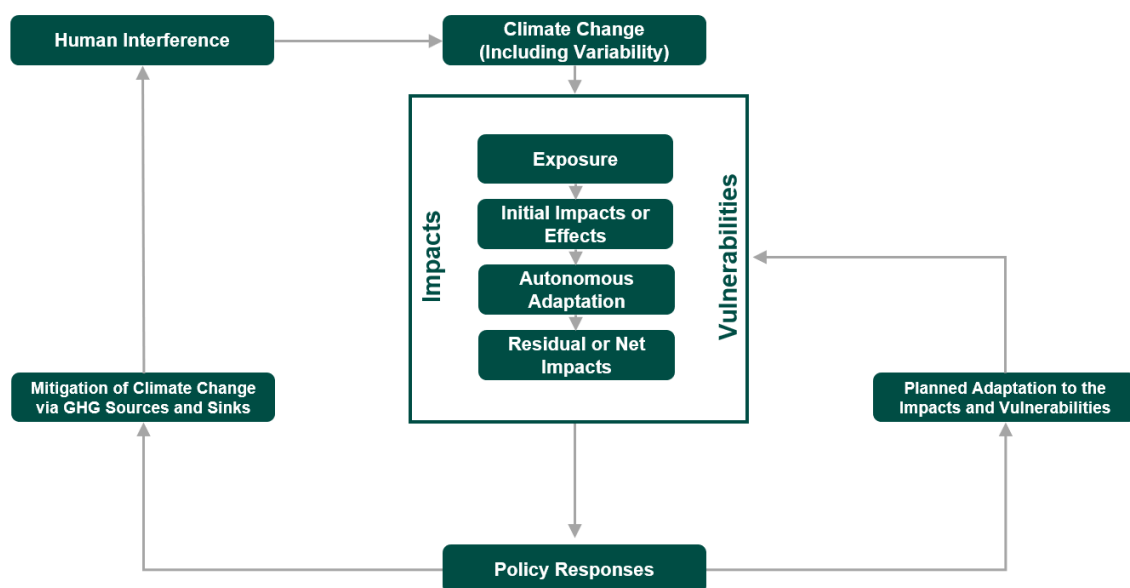 Human Interference
Climate Change
(Including Variability)
Impacts
Exposure
Initial Impacts or
Effects
Autonomous
Adaptation
Residual or Net
Impacts
Vulnerabilities
Mitigation of Climate Change
via GHG Sources and Sinks
Planned Adaptation to the
Impacts and Vulnerabilities
Policy Responses